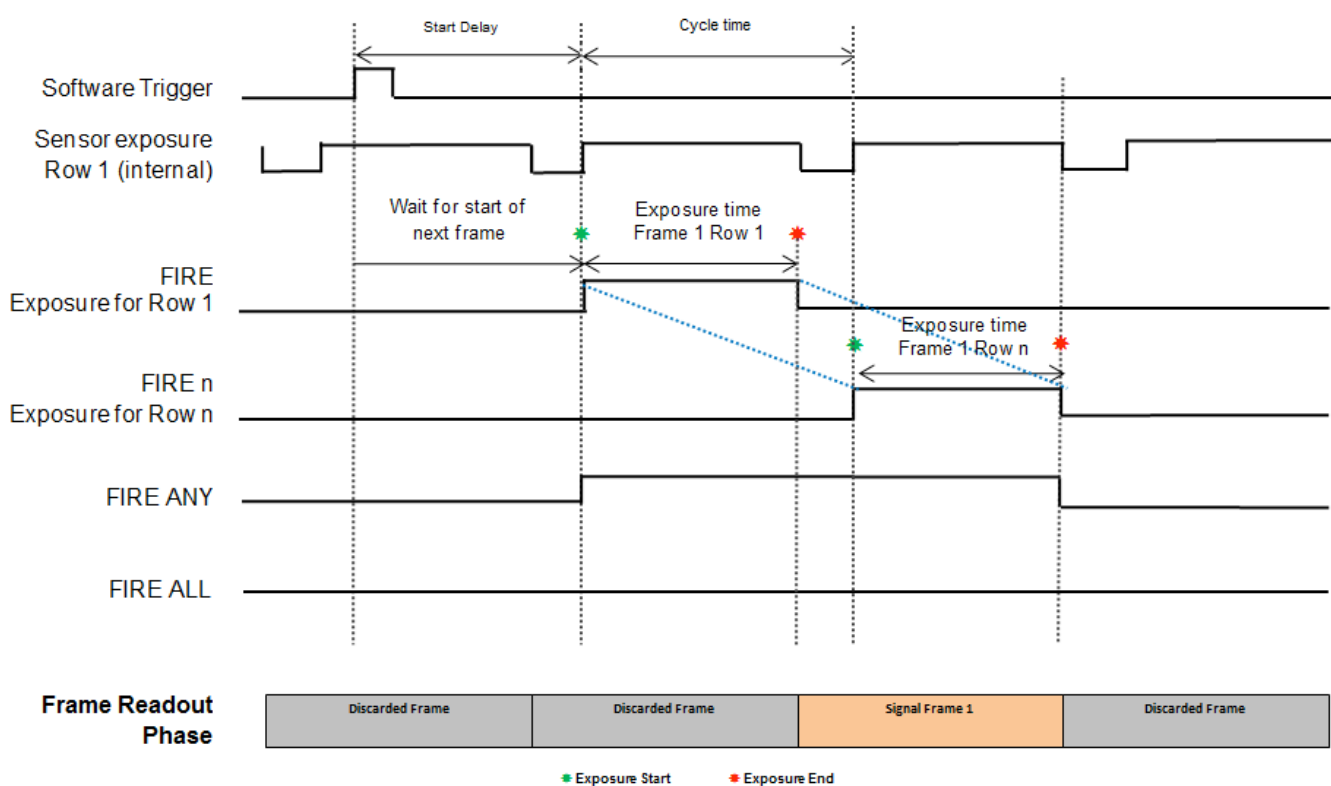 Start Delay
Cycle time
Software Trigger
Sensor exposure
Row 1 (internal)
Wait for start of
next frame
Exposure time
Frame 1 Row 1
FIRE
Exposure for Row 1
Exposure time
Frame 1 Row n
FIRE n
Exposure for Row n
FIRE ANY
FIRE ALL
Frame Readout
Phase
Discarded Frame
Discarded Frame
Signal Frame 1
Discarded Frame
Exposure Start
Exposure End